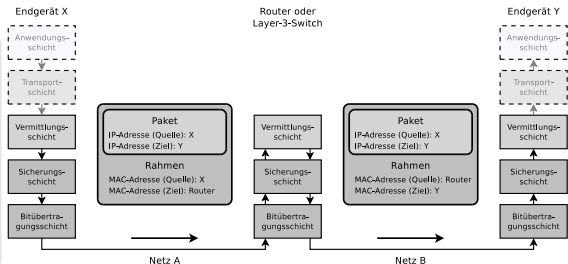 Endgerät X
Router oder
Layer-3-Switch
Endgerät Y
Anwendungs-
schicht
Transport-
schicht
Vermittlungs-
schicht
Sicherungs-
schicht
Bitübertra-
gungsschicht
Paket
IP-Adresse (Quelle): X
IP-Adresse (Ziel): Y
Rahmen
MAC-Adresse (Quelle): X
MAC-Adresse (Ziel): Router
Vermittlungs-
schicht
Sicherungs-
schicht
Bitübertra-
gungsschicht
Paket
IP-Adresse (Quelle): X
IP-Adresse (Ziel): Y
Rahmen
MAC-Adresse (Quelle): Router
MAC-Adresse (Ziel): Y
Anwendungs-
schicht
Transport-
schicht
Vermittlungs-
schicht
Sicherungs-
schicht
Bitübertra-
gungsschicht
Netz A
Netz B